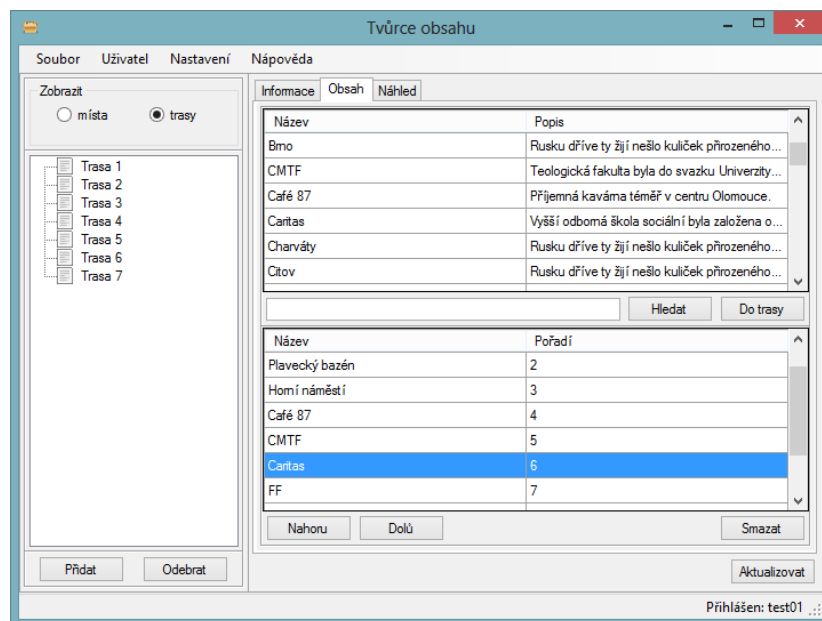 Tvůrce obsahu
Soubor Uživatel Nastavení Nápověda
Zobrazit
místa trasy
Trasa 1
Trasa 2
Trasa 3
Trasa 4
Trasa 5
Trasa 6
Trasa 7
Přidat Odebrat
Informace Obsah Náhled
Název Popis
Brno Rusku dříve ty žijí nešlo kuliček přirozeného...
CMTF Teologická fakulta byla do svazku Univerzity...
Café 87 Příjemná kavárna téměř v centru Olomouce.
Caritas Vyšší odborná škola sociální byla založena o...
Charváty Rusku dříve ty žijí nešlo kuliček přirozeného...
Citov Rusku dříve ty žijí nešlo kuliček přirozeného...
Hledat Do trasy
Název Pořadí
Plavecký bazén 2
Horní náměstí 3
Café 87 4
CMTF 5
Caritas 6
FF 7
Nahoru Dolů Smazat
Aktualizovat
Přihlášen: test01